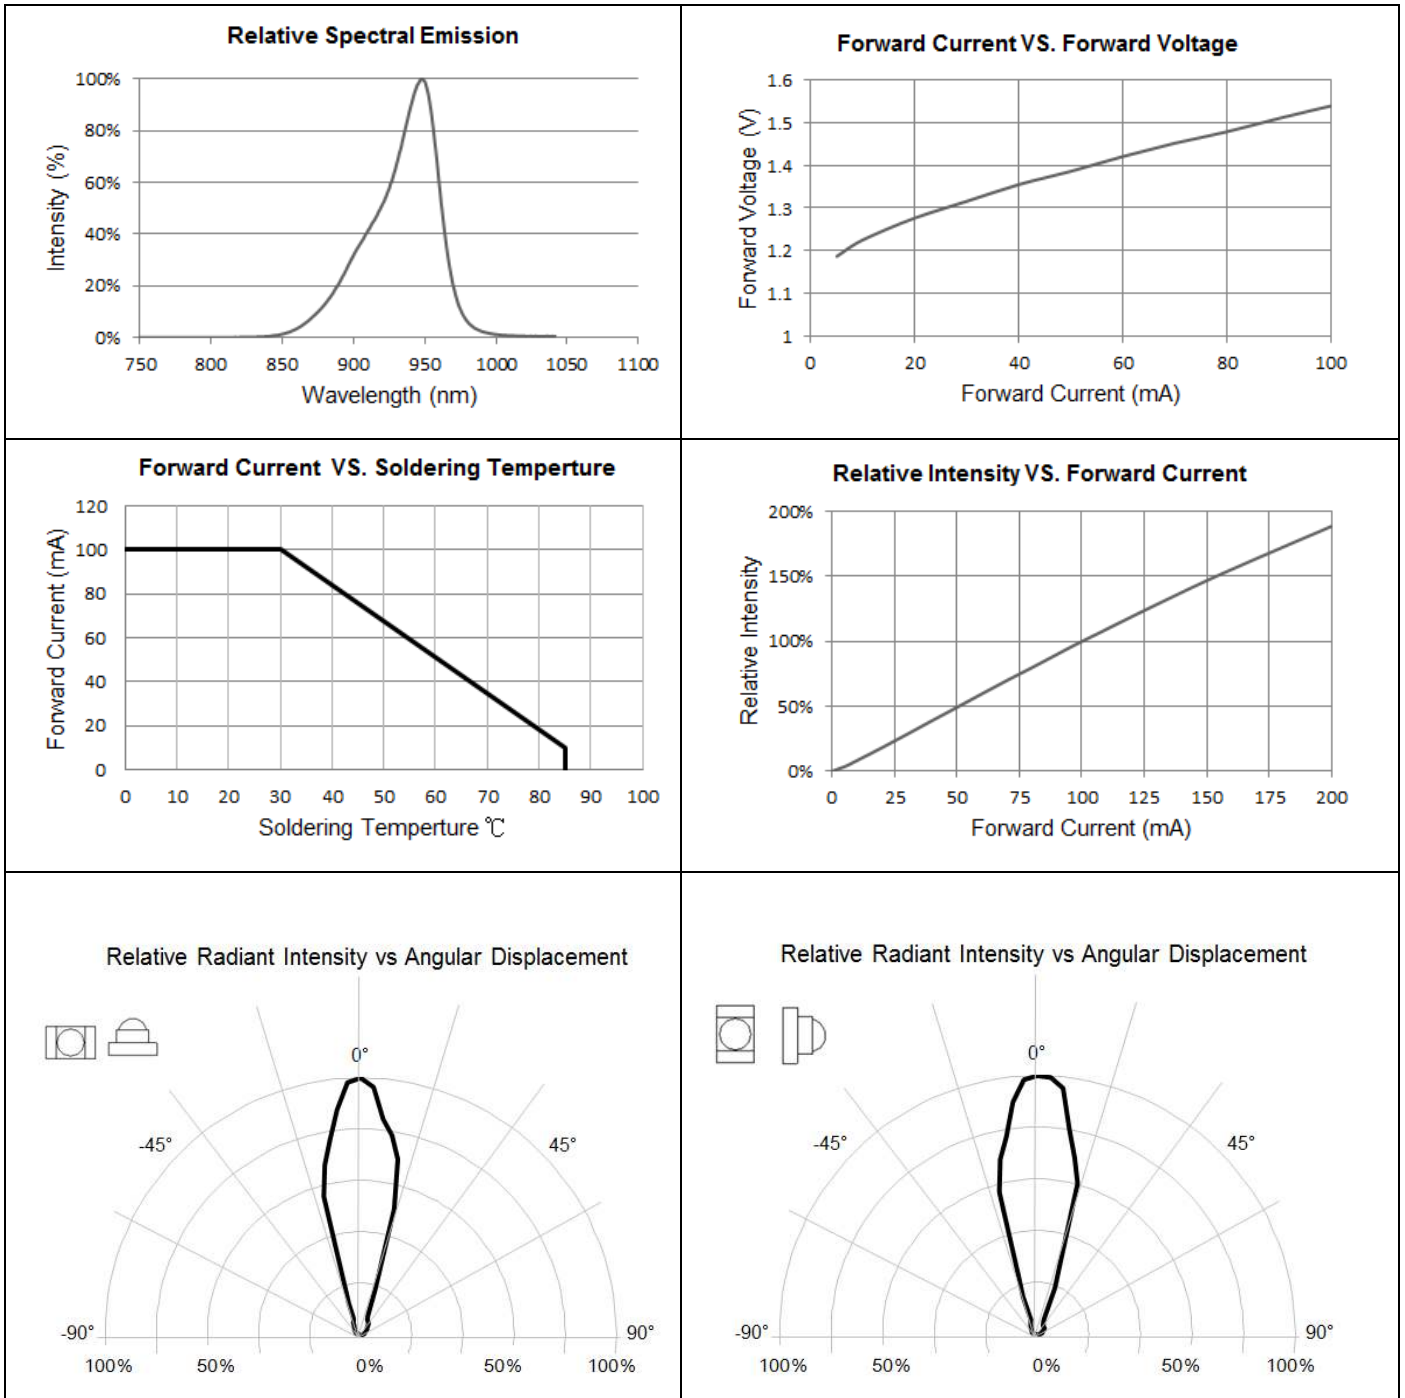 Relative Spectral Emission
100%
80%
60%
40%
20%
0%
Intensity (%)
750 800 850 900 950 1000 1050 1100
Wavelength (nm)
Forward Current VS. Forward Voltage
1.6
1.5
1.4
1.3
1.2
1.1
1
Forward Voltage (V)
0 20 40 60 80 100
Forward Current (mA)
Forward Current VS. Soldering Temperture
120
100
80
60
40
20
0
Forward Current (mA)
0 10 20 30 40 50 60 70 80 90 100
Soldering Temperture ℃
Relative Intensity VS. Forward Current
200%
150%
100%
50%
0%
Relative Intensity
0 25 50 75 100 125 150 175 200
Forward Current (mA)
Relative Radiant Intensity vs Angular Displacement
0°
-45° 45°
-90° 90°
100% 50% 0% 50% 100%
Relative Radiant Intensity vs Angular Displacement
0°
-45° 45°
-90° 90°
100% 50% 0% 50% 100%